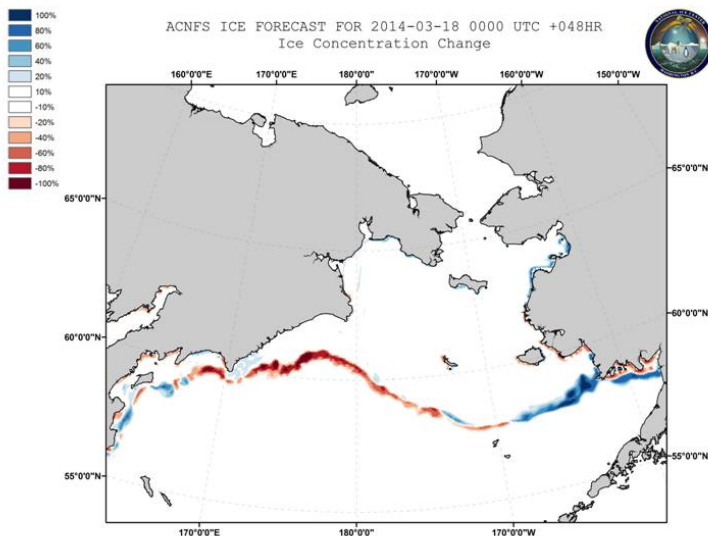 ACNFS ICE FORECAST FOR 2014-03-18 0000 UTC +048HR
Ice Concentration Change
100%
80%
60%
40%
20%
10%
-10%
-20%
-40%
-60%
-80%
-100%
160°0'0"E 170°0'0"E 180°0'0" 170°0'0"W 160°0'0"W 150°0'0"W
65°0'0"N 65°0'0"N
60°0'0"N 60°0'0"N
55°0'0"N 55°0'0"N
170°0'0"E 180°0'0" 170°0'0"W
NATIONAL ICE CENTER